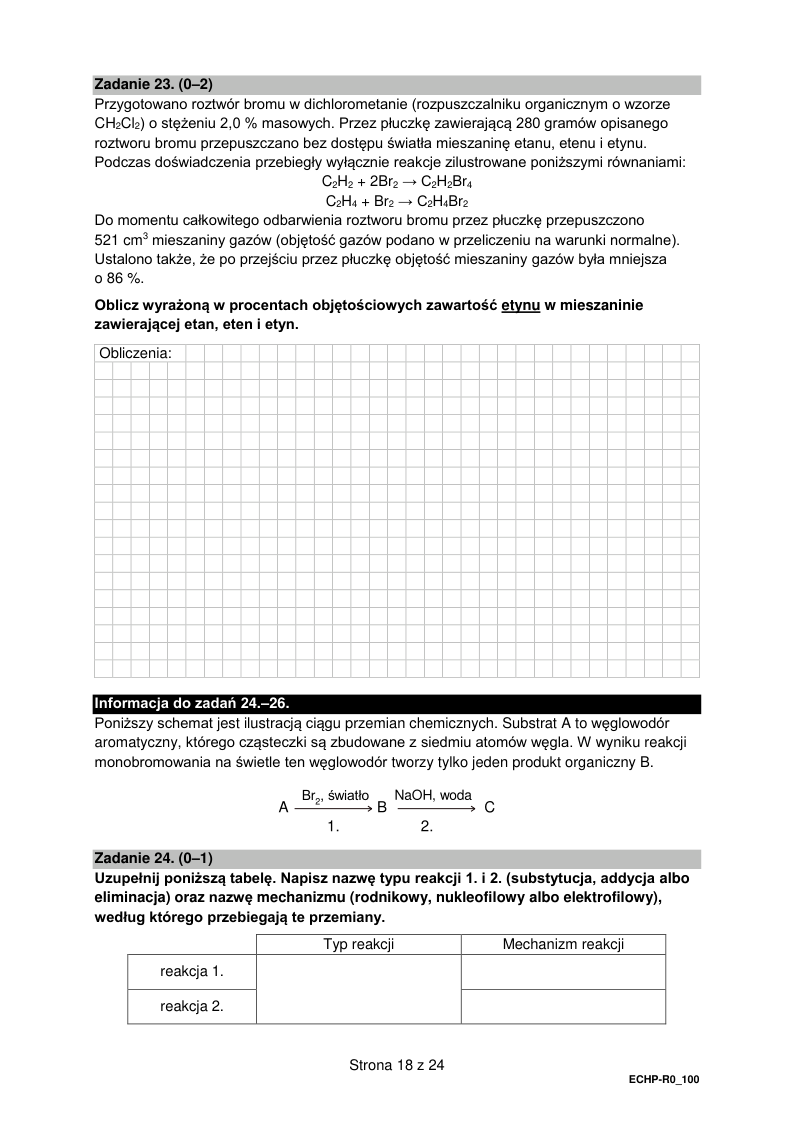 Zadanie 23. (0–2)
Przygotowano roztwór bromu w dichlorometanie (rozpuszczalniku organicznym o wzorze
CH₂Cl₂) o stężeniu 2,0 % masowych. Przez płuczkę zawierającą 280 gramów opisanego
roztworu bromu przepuszczano bez dostępu światła mieszaninę etanu, etenu i etynu.
Podczas doświadczenia przebiegły wyłącznie reakcje zilustrowane poniższymi równaniami:
C₂H₂ + 2Br₂ → C₂H₂Br₄
C₂H₄ + Br₂ → C₂H₄Br₂
Do momentu całkowitego odbarwienia roztworu bromu przez płuczkę przepuszczono
521 cm³ mieszaniny gazów (objętość gazów podano w przeliczeniu na warunki normalne).
Ustalono także, że po przejściu przez płuczkę objętość mieszaniny gazów była mniejsza
o 86 %.
Oblicz wyrażoną w procentach objętościowych zawartość etynu w mieszaninie
zawierającej etan, eten i etyn.
Obliczenia:
Informacja do zadań 24.–26.
Poniższy schemat jest ilustracją ciągu przemian chemicznych. Substrat A to węglowodór
aromatyczny, którego cząsteczki są zbudowane z siedmiu atomów węgla. W wyniku reakcji
monobromowania na świetle ten węglowodór tworzy tylko jeden produkt organiczny B.
Br₂, światło NaOH, woda
A → B → C
1. 2.
Zadanie 24. (0–1)
Uzupełnij poniższą tabelę. Napisz nazwę typu reakcji 1. i 2. (substytucja, addycja albo
eliminacja) oraz nazwę mechanizmu (rodnikowy, nukleofilowy albo elektrofilowy),
według którego przebiegają te przemiany.
Typ reakcji Mechanizm reakcji
reakcja 1.
reakcja 2.
Strona 18 z 24
ECHP-R0_100